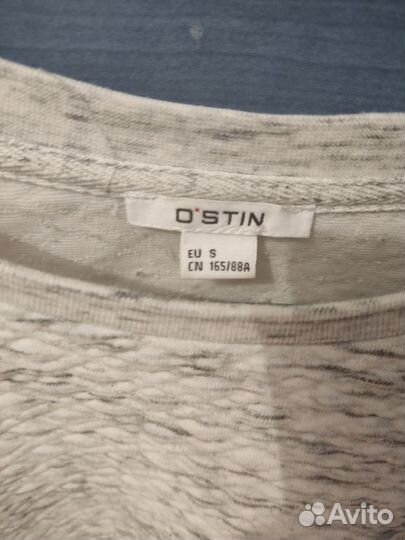 O'STIN
EU S
CN 165/88A
Avito